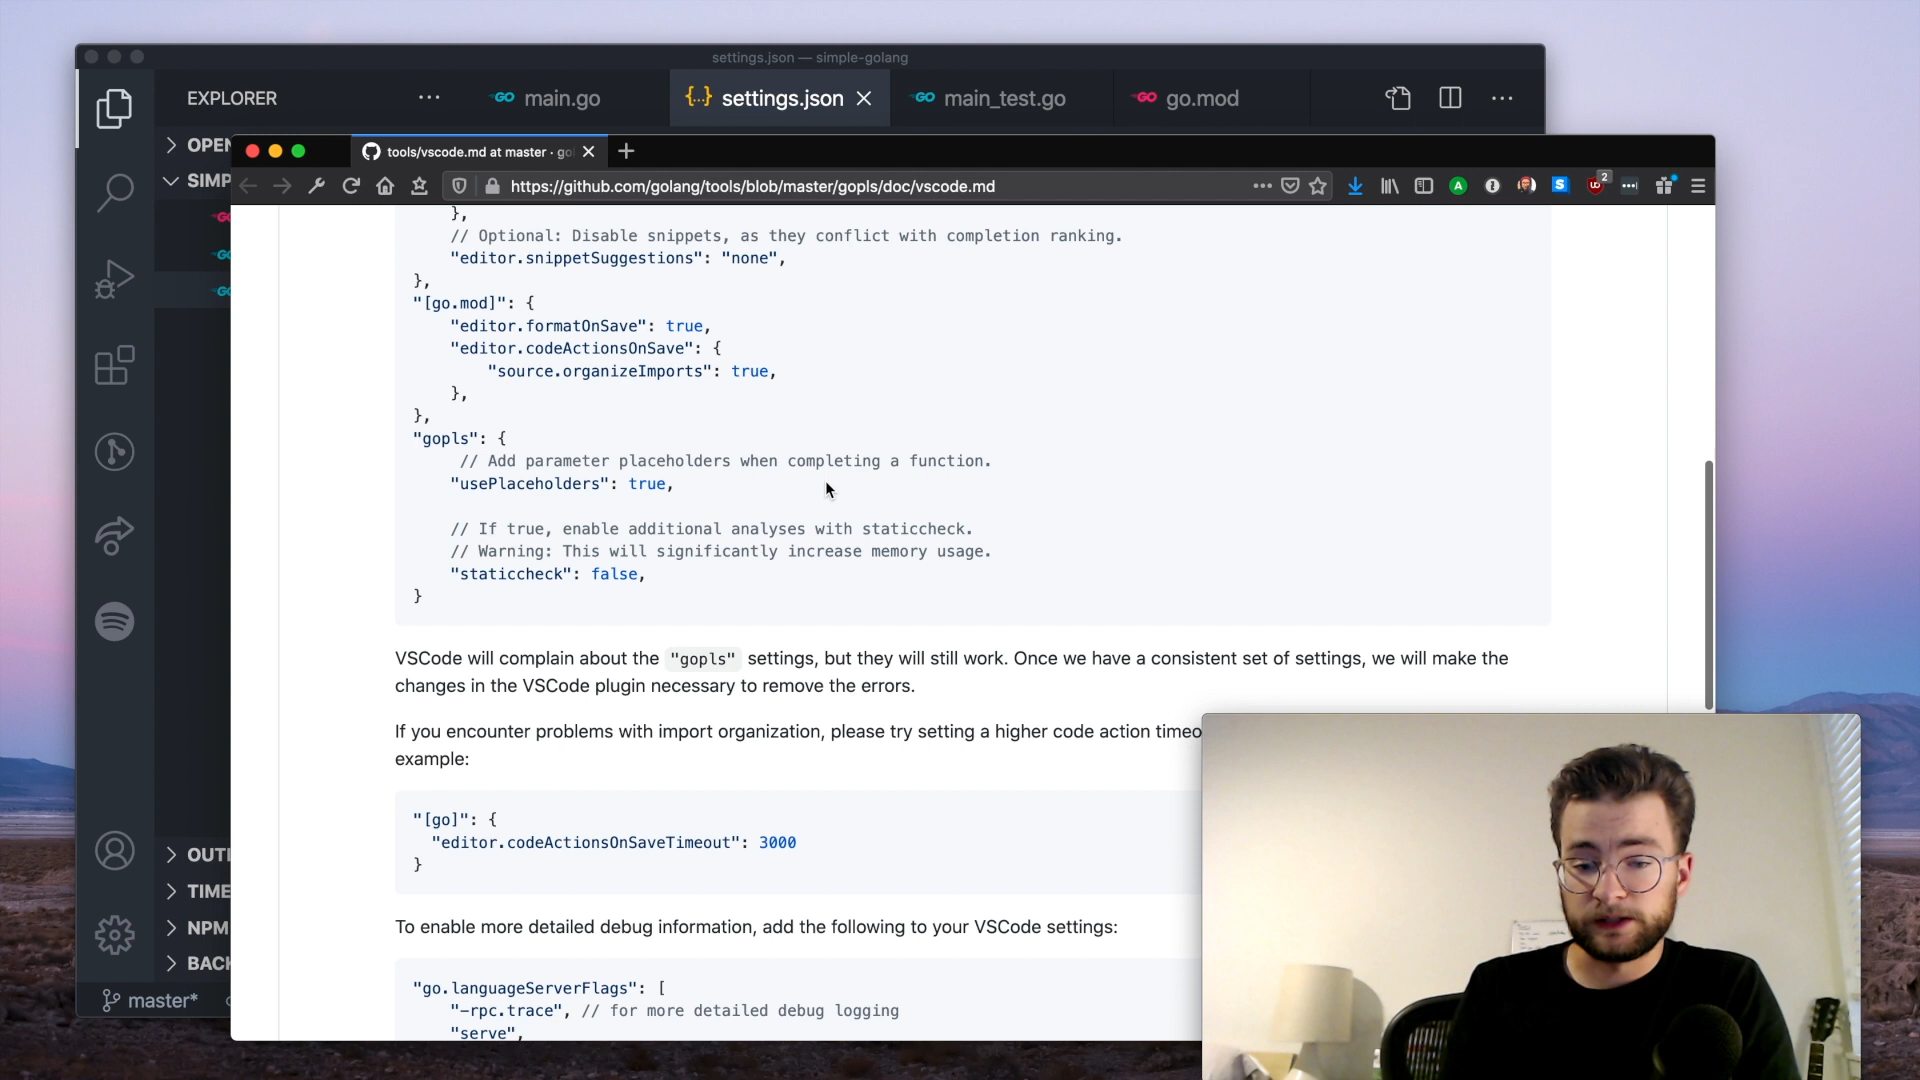 settings.json — simple-golang
EXPLORER
···
GO main.go
{..} settings.json
GO main_test.go
GO go.mod
OPEN
SIMP
tools/vscode.md at master · go
https://github.com/golang/tools/blob/master/gopls/doc/vscode.md
2
},
// Optional: Disable snippets, as they conflict with completion ranking.
"editor.snippetSuggestions": "none",
},
"[go.mod]": {
"editor.formatOnSave": true,
"editor.codeActionsOnSave": {
"source.organizeImports": true,
},
},
"gopls": {
// Add parameter placeholders when completing a function.
"usePlaceholders": true,
// If true, enable additional analyses with staticcheck.
// Warning: This will significantly increase memory usage.
"staticcheck": false,
}
VSCode will complain about the "gopls" settings, but they will still work. Once we have a consistent set of settings, we will make the
changes in the VSCode plugin necessary to remove the errors.
If you encounter problems with import organization, please try setting a higher code action timeo
example:
"[go]": {
"editor.codeActionsOnSaveTimeout": 3000
}
To enable more detailed debug information, add the following to your VSCode settings:
"go.languageServerFlags": [
"-rpc.trace", // for more detailed debug logging
"serve",
OUTI
TIME
NPM
BACK
master*